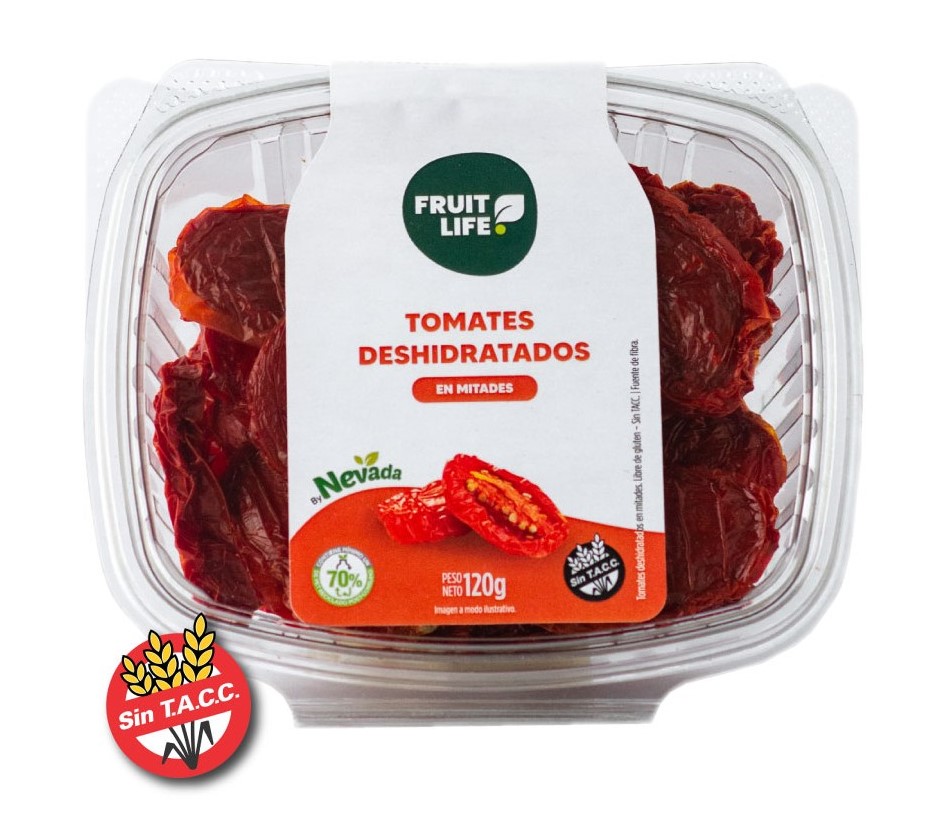 FRUIT
LIFE
TOMATES
DESHIDRATADOS
EN MITADES
By Nevada
70%
PESO
NETO 120g
Imagen a modo ilustrativo.
Sin T.A.C.C.
Tomates deshidratados en mitades. Libre de gluten - Sin TACC. | Fuente de fibra.
Sin T.A.C.C.